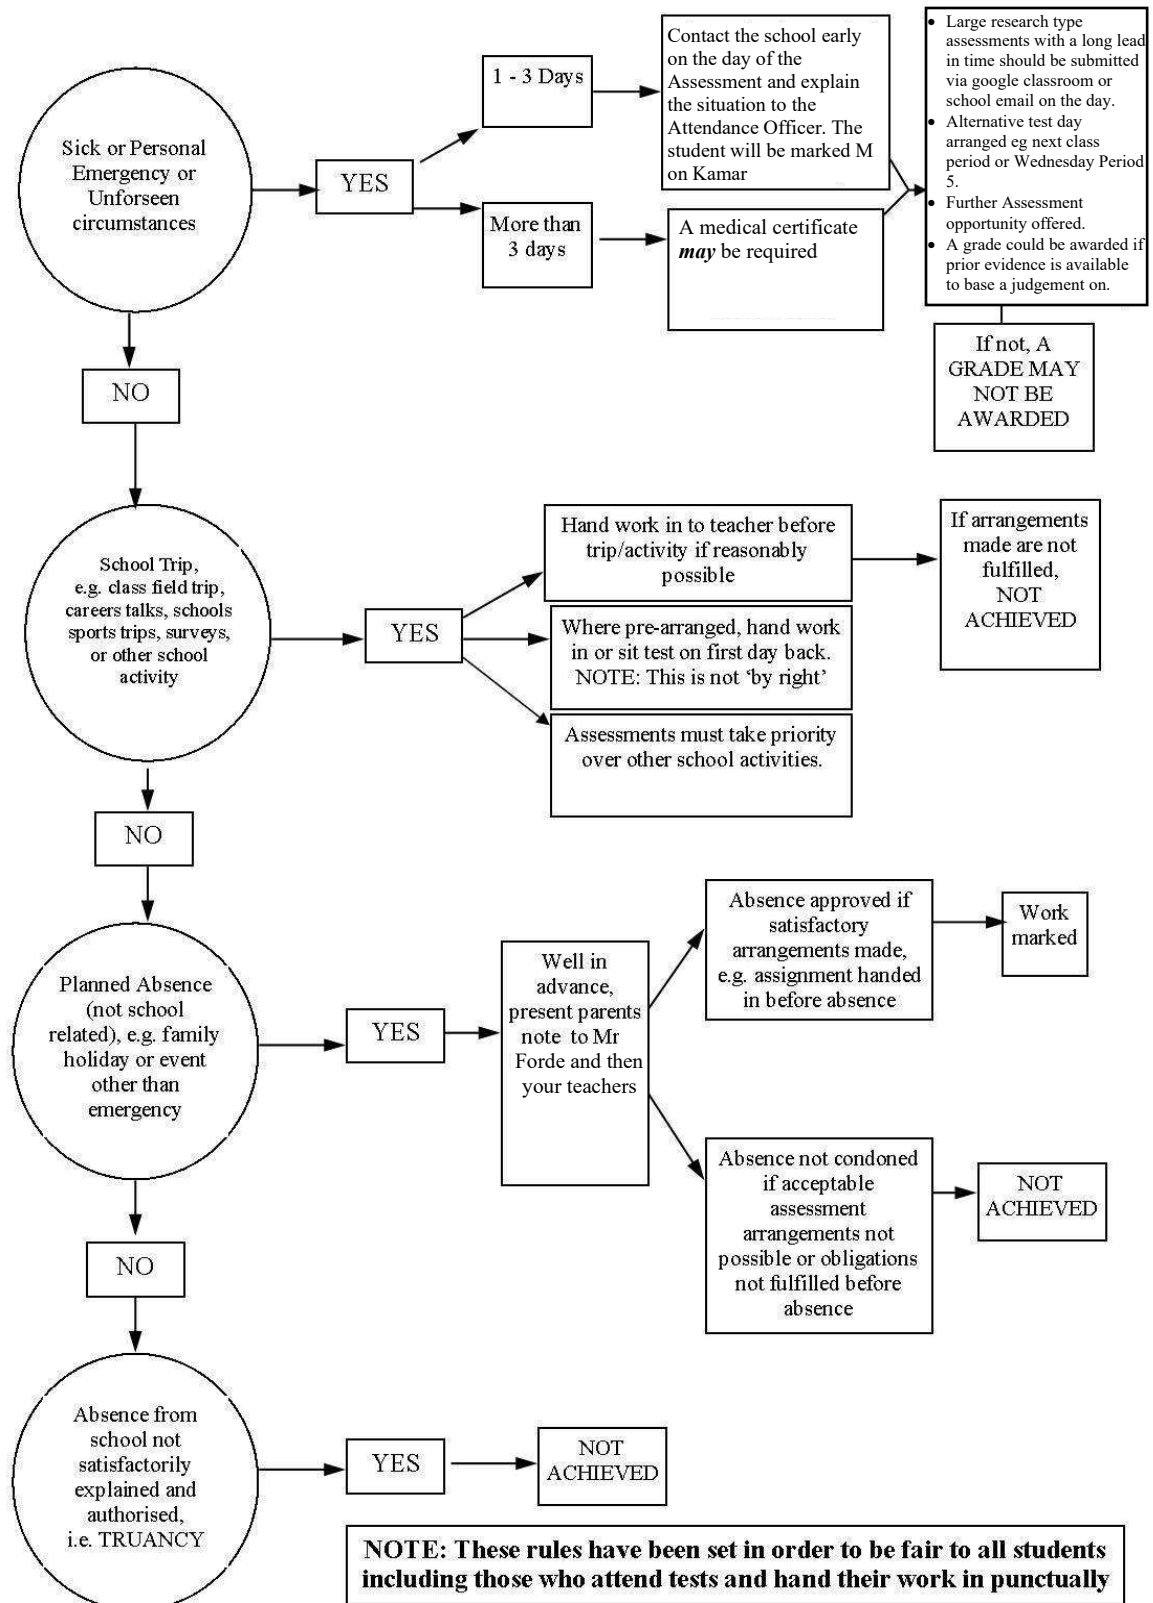 Sick or Personal
Emergency or
Unforseen
circumstances
YES
1 - 3 Days
Contact the school early
on the day of the
Assessment and explain
the situation to the
Attendance Officer. The
student will be marked M
on Kamar
More than
3 days
A medical certificate
may be required
• Large research type
assessments with a long lead
in time should be submitted
via google classroom or
school email on the day.
• Alternative test day
arranged eg next class
period or Wednesday Period
5.
• Further Assessment
opportunity offered.
• A grade could be awarded if
prior evidence is available
to base a judgement on.
If not, A
GRADE MAY
NOT BE
AWARDED
NO
School Trip,
e.g. class field trip,
careers talks, schools
sports trips, surveys,
or other school
activity
YES
Hand work in to teacher before
trip/activity if reasonably
possible
If arrangements
made are not
fulfilled,
NOT
ACHIEVED
Where pre-arranged, hand work
in or sit test on first day back.
NOTE: This is not ‘by right’
Assessments must take priority
over other school activities.
NO
Planned Absence
(not school
related), e.g. family
holiday or event
other than
emergency
YES
Well in
advance,
present parents
note to Mr
Forde and then
your teachers
Absence approved if
satisfactory
arrangements made,
e.g. assignment handed
in before absence
Work
marked
Absence not condoned
if acceptable
assessment
arrangements not
possible or obligations
not fulfilled before
absence
NOT
ACHIEVED
NO
Absence from
school not
satisfactorily
explained and
authorised,
i.e. TRUANCY
YES
NOT
ACHIEVED
NOTE: These rules have been set in order to be fair to all students
including those who attend tests and hand their work in punctually